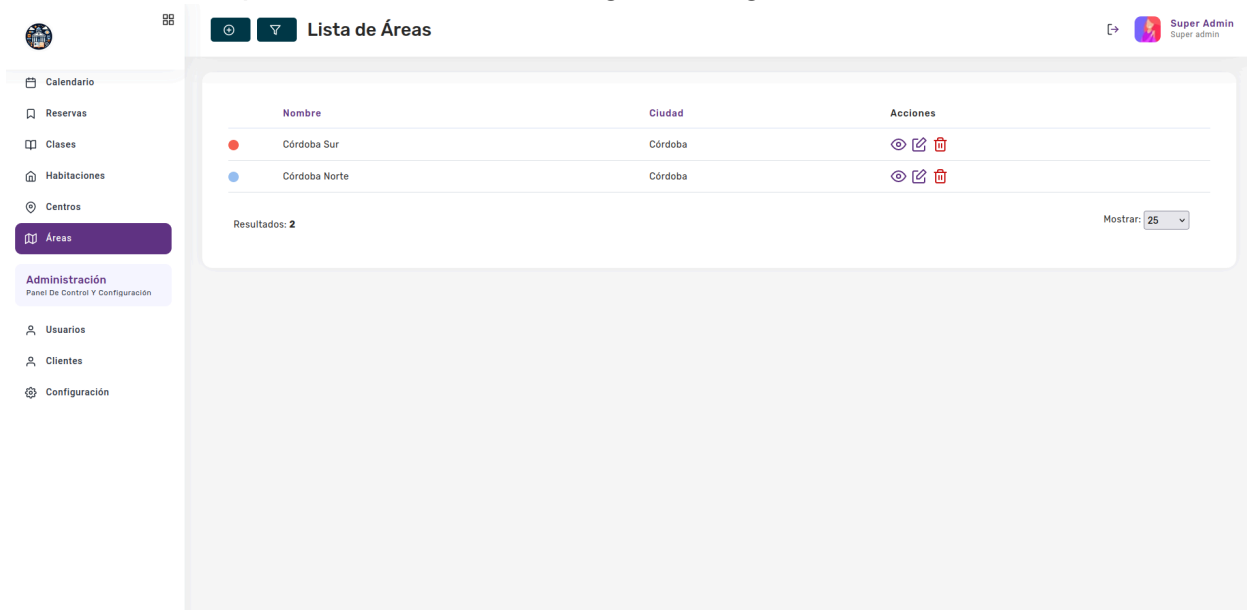 Lista de Áreas
Super Admin
Super admin
Calendario
Reservas
Clases
Habitaciones
Centros
Áreas
Administración
Panel De Control Y Configuración
Usuarios
Clientes
Configuración
Nombre Ciudad Acciones
Córdoba Sur Córdoba
Córdoba Norte Córdoba
Resultados: 2
Mostrar: 25